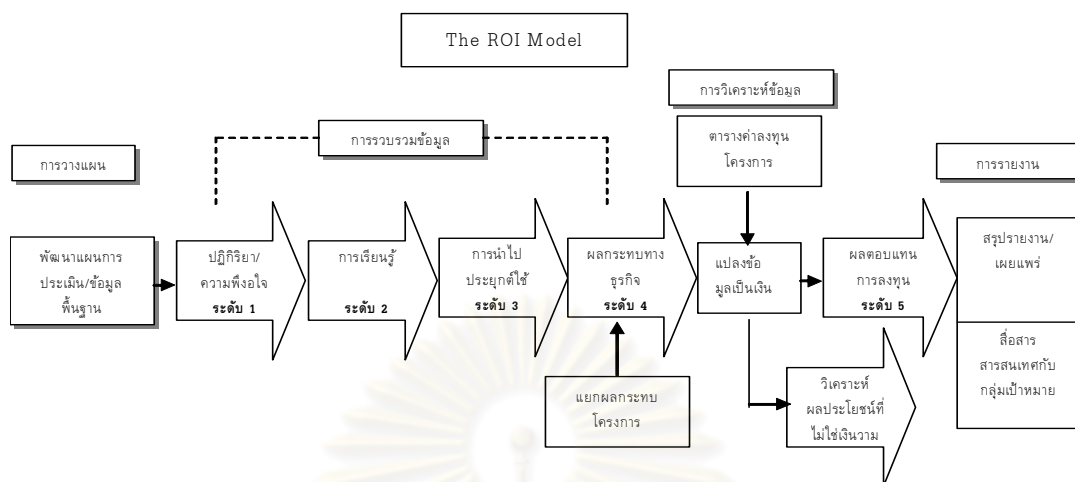 The ROI Model
การวิเคราะห์ข้อมูล
ตารางค่าลงทุน
โครงการ
การรวบรวมข้อมูล
การวางแผน
การรายงาน
พัฒนาแผนการ
ประเมิน/ข้อมูล
พื้นฐาน
ปฏิกิริยา/
ความพึงอใจ
ระดับ 1
การเรียนรู้
ระดับ 2
การนำไป
ประยุกต์ใช้
ระดับ 3
ผลกระทบทาง
ธุรกิจ
ระดับ 4
แปลงข้อ
มูลเป็นเงิน
ผลตอบแทน
การลงทุน
ระดับ 5
สรุปรายงาน/
เผยแพร่
สื่อสาร
สารสนเทศกับ
กลุ่มเป้าหมาย
แยกผลกระทบ
โครงการ
วิเคราะห์
ผลประโยชน์ที่
ไม่ใช่เงินวาม